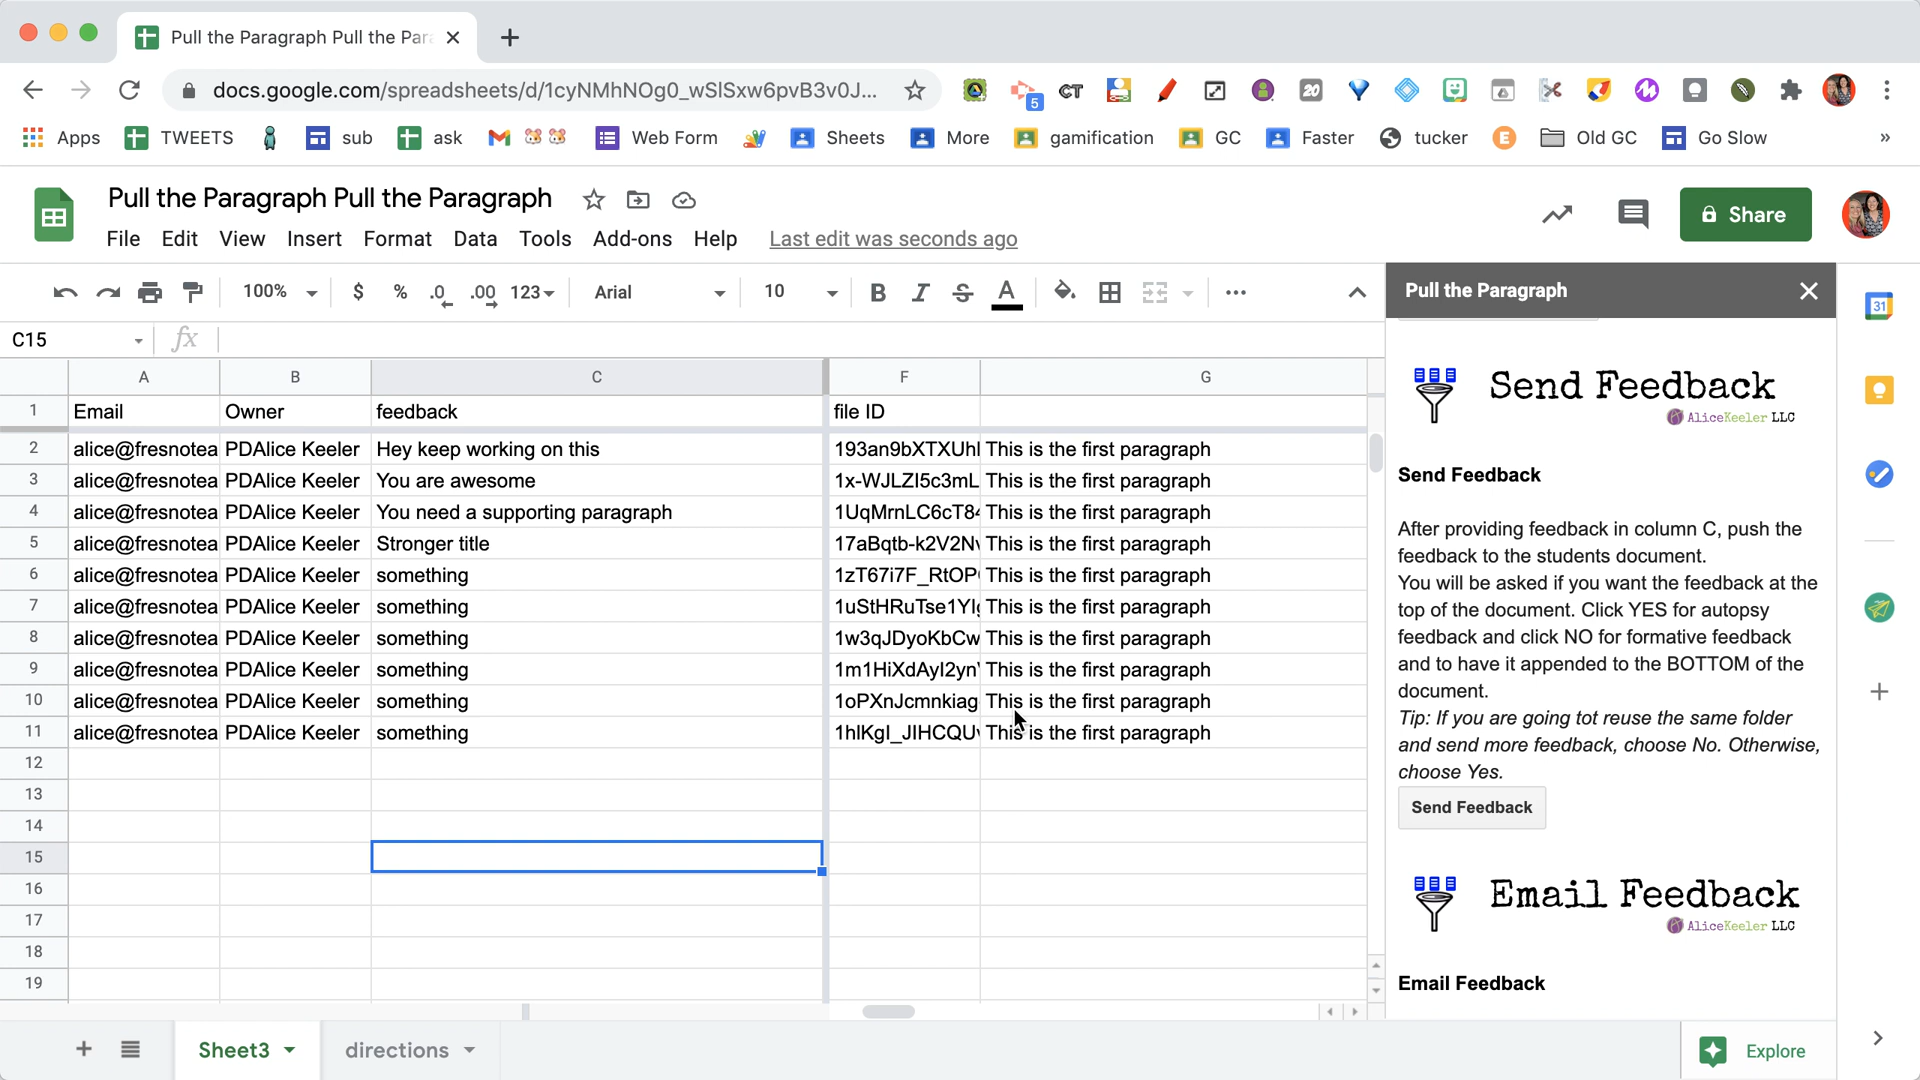 Pull the Paragraph Pull the Para
docs.google.com/spreadsheets/d/1cyNMhNOg0_wSlSxw6pvB3v0J...
5
CT
20
Apps
TWEETS
sub
ask
Web Form
Sheets
More
gamification
GC
Faster
tucker
E
Old GC
Go Slow
»
Pull the Paragraph Pull the Paragraph
File Edit View Insert Format Data Tools Add-ons Help Last edit was seconds ago
Share
100% $ % .0 .00 123 Arial 10 B I S A
C15 fx
A B C F G
1 Email Owner feedback file ID
2 alice@fresnotea PDAlice Keeler Hey keep working on this 193an9bXTXUhl This is the first paragraph
3 alice@fresnotea PDAlice Keeler You are awesome 1x-WJLZI5c3mL This is the first paragraph
4 alice@fresnotea PDAlice Keeler You need a supporting paragraph 1UqMrnLC6cT84 This is the first paragraph
5 alice@fresnotea PDAlice Keeler Stronger title 17aBqtb-k2V2N This is the first paragraph
6 alice@fresnotea PDAlice Keeler something 1zT67i7F_RtOP This is the first paragraph
7 alice@fresnotea PDAlice Keeler something 1uStHRuTse1YI This is the first paragraph
8 alice@fresnotea PDAlice Keeler something 1w3qJDyoKbCw This is the first paragraph
9 alice@fresnotea PDAlice Keeler something 1m1HiXdAyI2yn This is the first paragraph
10 alice@fresnotea PDAlice Keeler something 1oPXnJcmnkiag This is the first paragraph
11 alice@fresnotea PDAlice Keeler something 1hlKgI_JIHCQU This is the first paragraph
12
13
14
15
16
17
18
19
Sheet3
directions
Explore
Pull the Paragraph
Send Feedback
AliceKeeler LLC
Send Feedback
After providing feedback in column C, push the
feedback to the students document.
You will be asked if you want the feedback at the
top of the document. Click YES for autopsy
feedback and click NO for formative feedback
and to have it appended to the BOTTOM of the
document.
Tip: If you are going tot reuse the same folder
and send more feedback, choose No. Otherwise,
choose Yes.
Send Feedback
Email Feedback
AliceKeeler LLC
Email Feedback
31